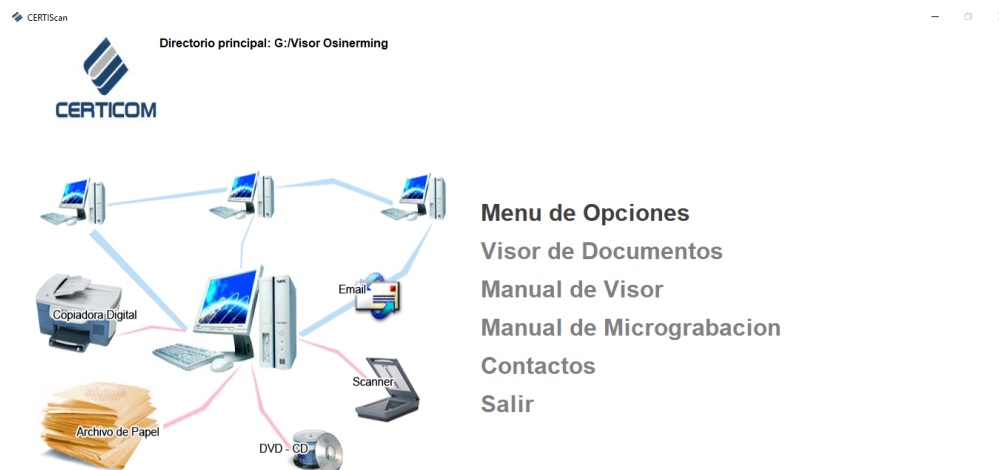 CERTIScan
Directorio principal: G:/Visor Osinerming
CERTICOM
Menu de Opciones
Visor de Documentos
Manual de Visor
Manual de Micrograbacion
Contactos
Salir
Email
Copiadora Digital
Scanner
Archivo de Papel
DVD - CD